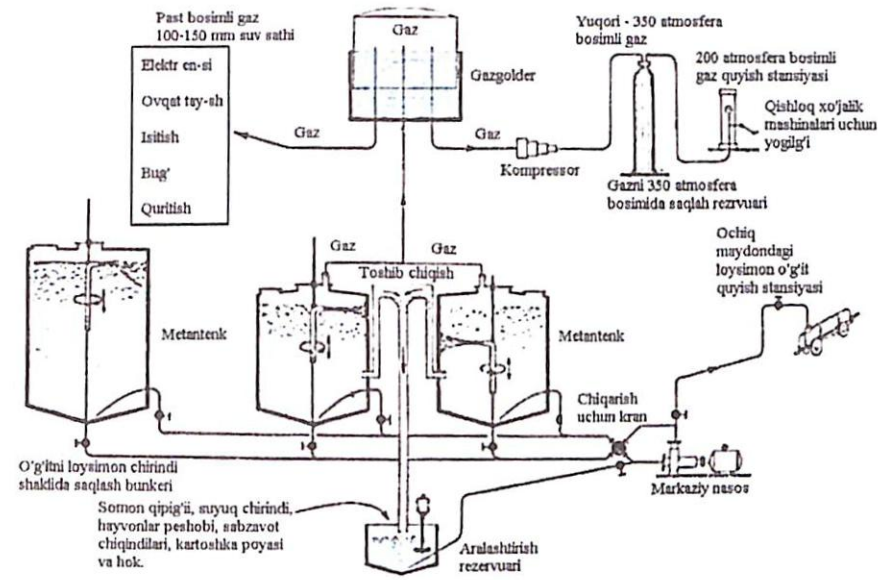 Past bosimli gaz
100-150 mm suv sathi
Elektr en-si
Ovqat tay-sh
Isitish
Bug'
Quritish
Gaz
Gazgolder
Gaz
Gaz
Kompressor
Yuqori - 350 atmosfera
bosimli gaz
200 atmosfera bosimli
gaz quyish stansiyasi
Qishloq xo'jalik
mashinalari uchun
yogilg'i
Gazni 350 atmosfera
bosimida saqlah rezrvuari
Gaz
Gaz
Toshib chiqish
Metantenk
Metantenk
Ochiq
maydondagi
loysimon o'g'it
quyish stansiyasi
Chiqarish
uchun kran
Markaziy nasos
O'g'itni loysimon chirindi
shaklida saqlash bunkeri
Somon qipig'ii, suyuq chirindi,
hayvonlar peshobi, sabzavot
chiqindilari, kartoshka poyasi
va hok.
Aralashtirish
rezervuari